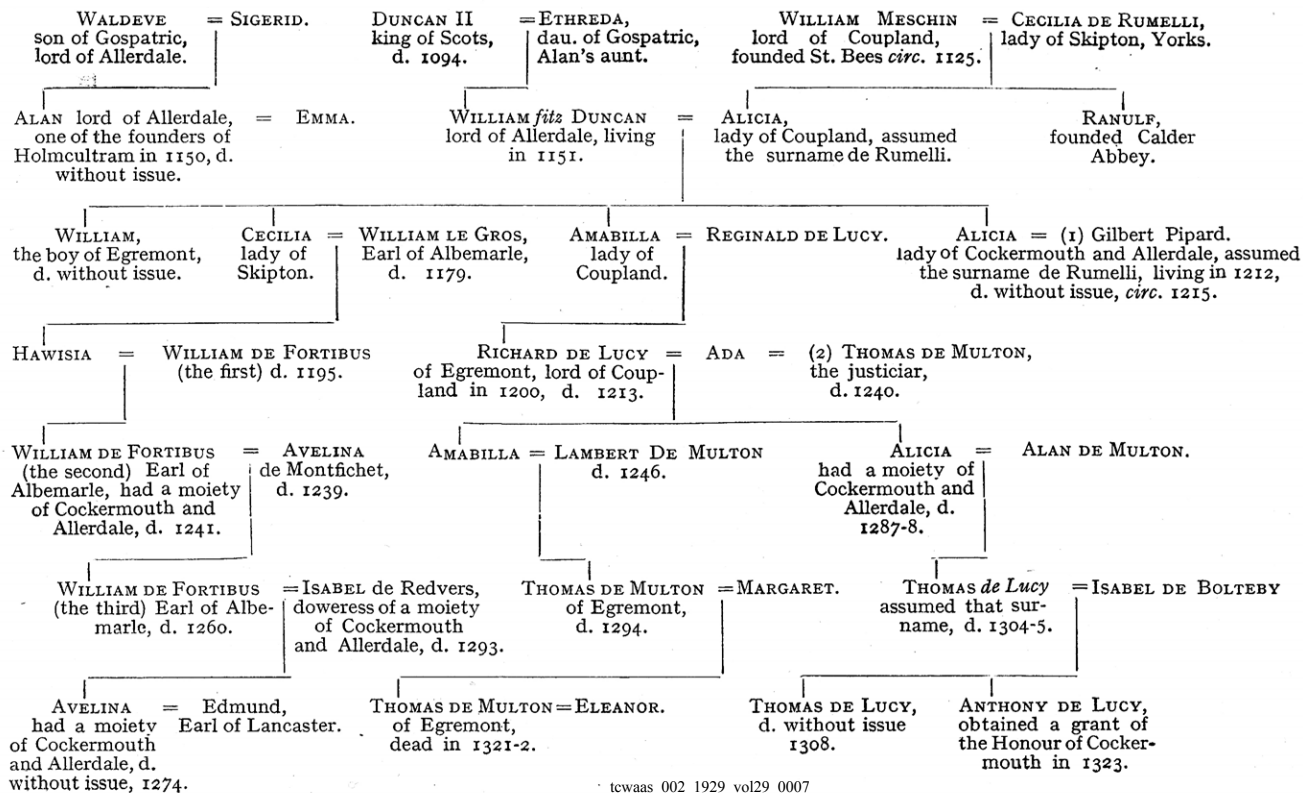 WALDEVE = SIGERID.
son of Gospatric,
lord of Allerdale.
DUNCAN II = ETHREDA,
king of Scots,
d. 1094.
dau. of Gospatric,
Alan's aunt.
WILLIAM MESCHIN = CECILIA DE RUMELLI,
lord of Coupland,
founded St. Bees circ. 1125.
lady of Skipton, Yorks.
ALAN lord of Allerdale, = EMMA.
one of the founders of
Holmcultram in 1150, d.
without issue.
WILLIAM fitz DUNCAN =
lord of Allerdale, living
in 1151.
ALICIA,
lady of Coupland, assumed
the surname de Rumelli.
RANULF,
founded Calder
Abbey.
WILLIAM,
the boy of Egremont,
d. without issue.
CECILIA = WILLIAM LE GROS,
lady of
Skipton.
Earl of Albemarle,
d. 1179.
AMABILLA = REGINALD DE LUCY.
lady of
Coupland.
ALICIA = (1) Gilbert Pipard.
lady of Cockermouth and Allerdale, assumed
the surname de Rumelli, living in 1212,
d. without issue, circ. 1215.
HAWISIA = WILLIAM DE FORTIBUS
(the first) d. 1195.
RICHARD DE LUCY = ADA = (2) THOMAS DE MULTON,
of Egremont, lord of Coup-
land in 1200, d. 1213.
the justiciar,
d. 1240.
WILLIAM DE FORTIBUS = AVELINA
(the second) Earl of
Albemarle, had a moiety
of Cockermouth and
Allerdale, d. 1241.
de Montfichet,
d. 1239.
AMABILLA = LAMBERT DE MULTON
d. 1246.
ALICIA = ALAN DE MULTON.
had a moiety of
Cockermouth and
Allerdale, d.
1287-8.
WILLIAM DE FORTIBUS = ISABEL de Redvers,
(the third) Earl of Albe-
marle, d. 1260.
doweress of a moiety
of Cockermouth
and Allerdale, d. 1293.
THOMAS DE MULTON = MARGARET.
of Egremont,
d. 1294.
THOMAS de Lucy = ISABEL DE BOLTEBY
assumed that sur-
name, d. 1304-5.
AVELINA = Edmund,
had a moiety
of Cockermouth
and Allerdale, d.
without issue, 1274.
Earl of Lancaster.
THOMAS DE MULTON = ELEANOR.
of Egremont,
dead in 1321-2.
THOMAS DE LUCY,
d. without issue
1308.
ANTHONY DE LUCY,
obtained a grant of
the Honour of Cocker-
mouth in 1323.
tcwaas_002_1929_vol29_0007